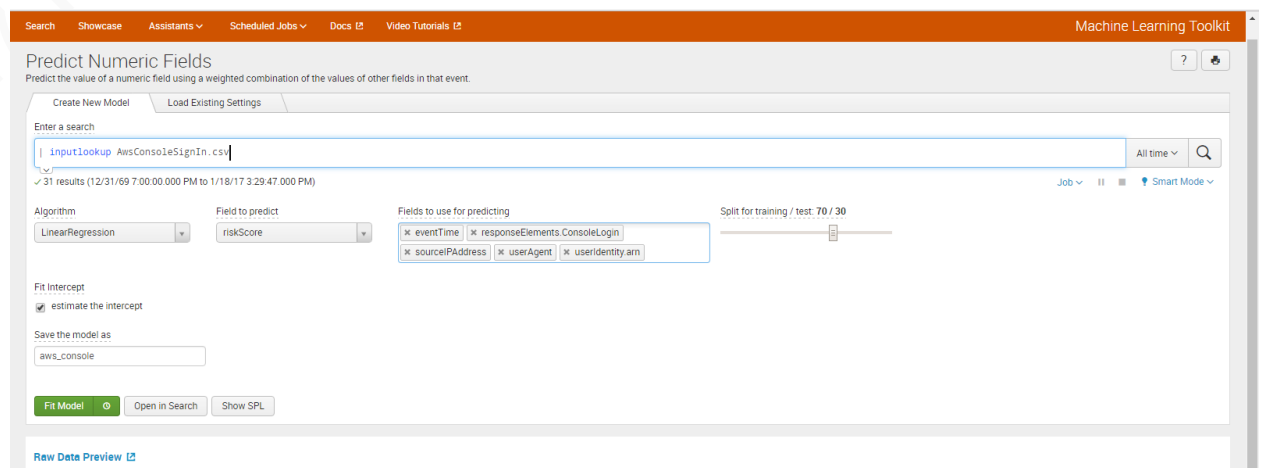 Search Showcase Assistants Scheduled Jobs Docs Video Tutorials Machine Learning Toolkit
Predict Numeric Fields ?
Predict the value of a numeric field using a weighted combination of the values of other fields in that event.
Create New Model Load Existing Settings
Enter a search
| inputlookup AwsConsoleSignIn.csv All time
✓ 31 results (12/31/69 7:00:00.000 PM to 1/18/17 3:29:47.000 PM) Job Smart Mode
Algorithm Field to predict Fields to use for predicting Split for training / test: 70 / 30
LinearRegression riskScore × eventTime × responseElements.ConsoleLogin
× sourceIPAddress × userAgent × userIdentity.arn
Fit Intercept
estimate the intercept
Save the model as
aws_console
Fit Model Open in Search Show SPL
Raw Data Preview